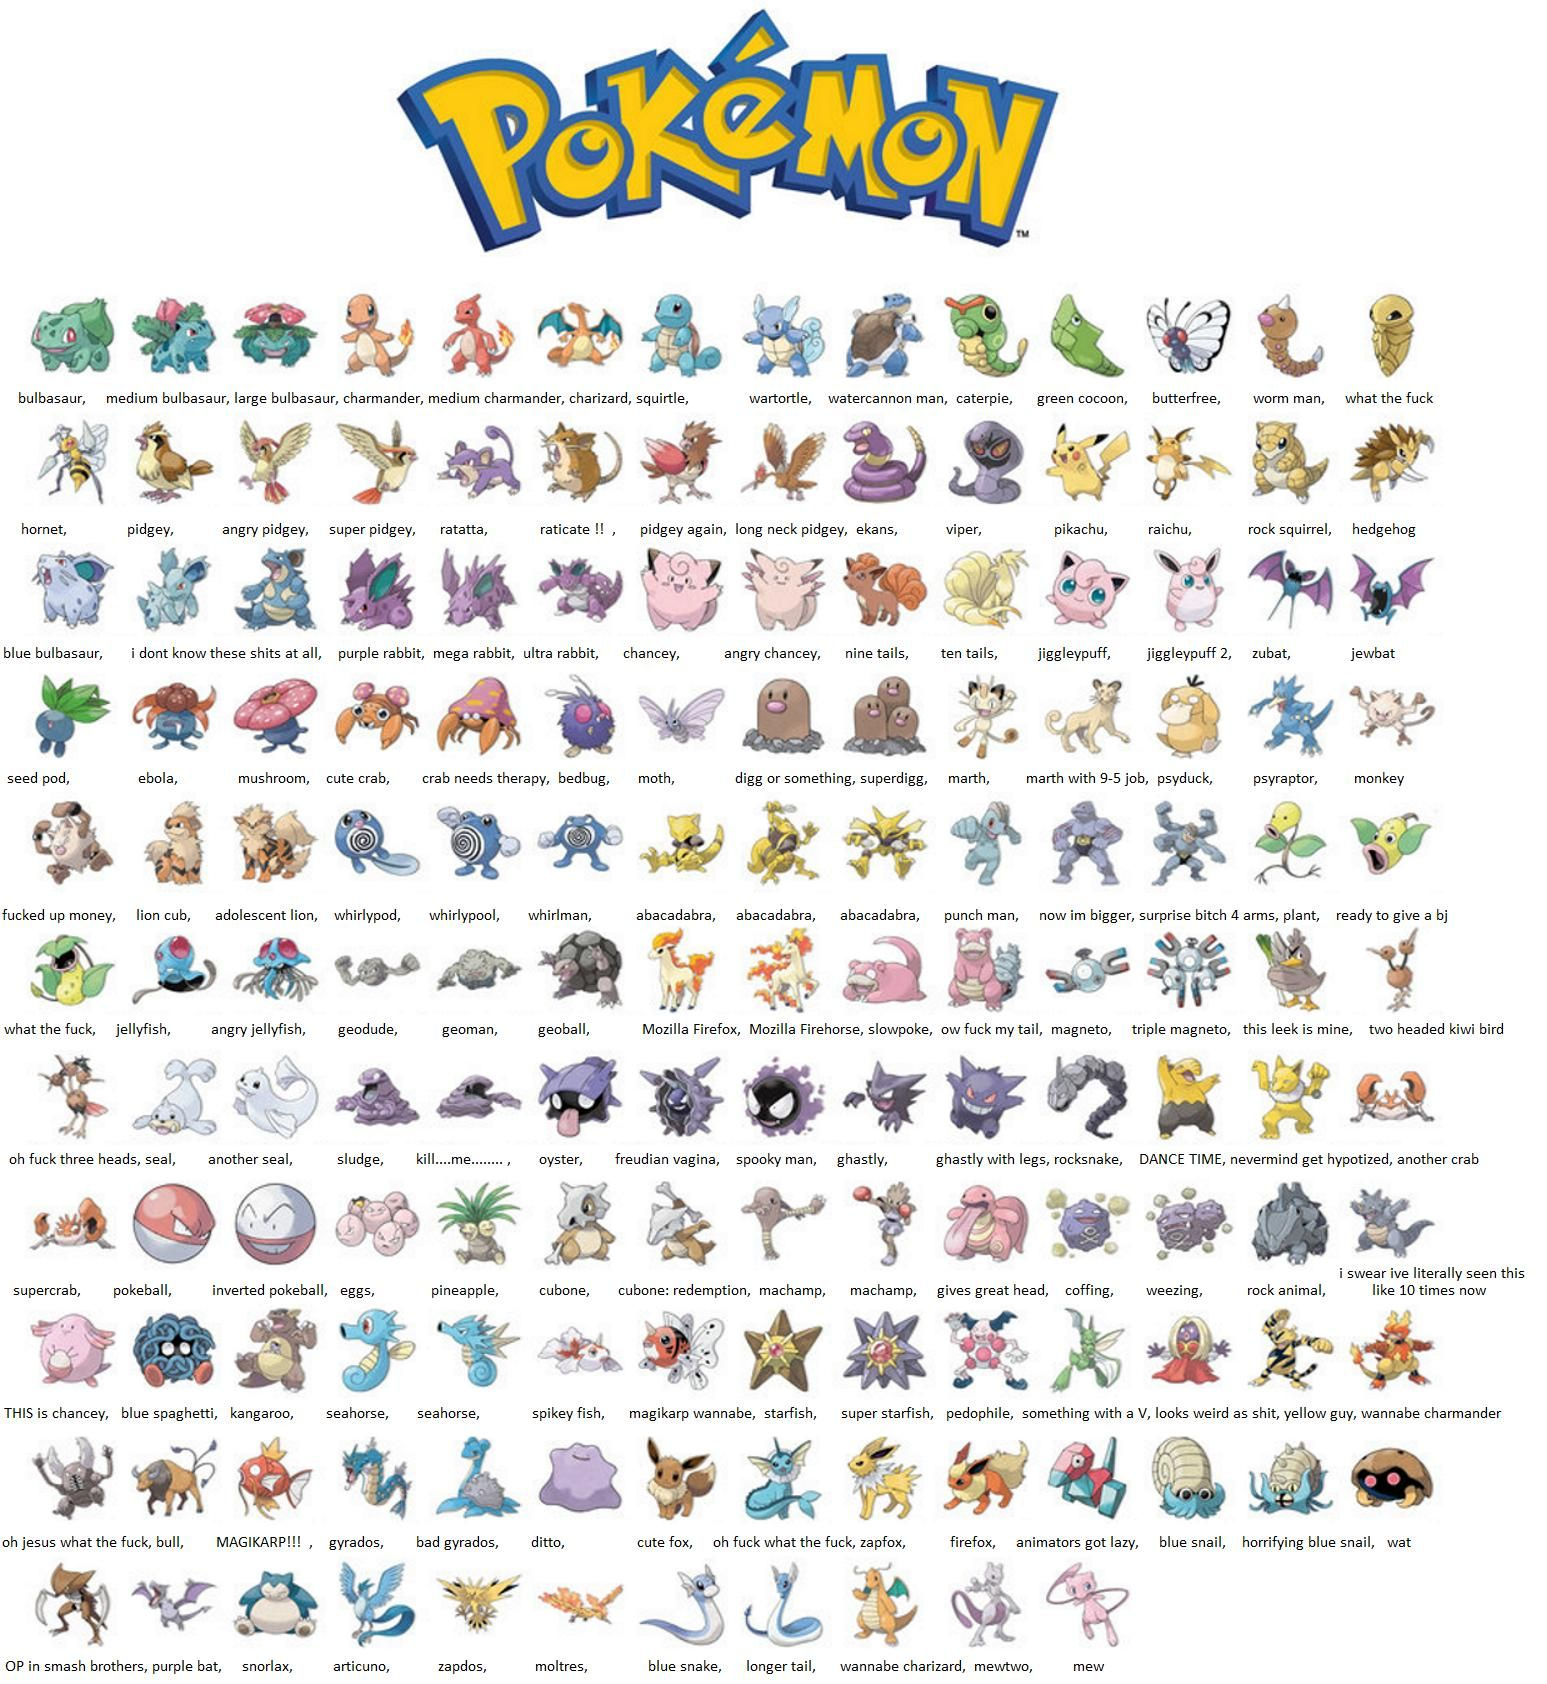 POKéMON
TM
bulbasaur, medium bulbasaur, large bulbasaur, charmander, medium charmander, charizard, squirtle, wartortle, watercannon man, caterpie, green cocoon, butterfree, worm man, what the fuck
hornet, pidgey, angry pidgey, super pidgey, ratatta, raticate !! , pidgey again, long neck pidgey, ekans, viper, pikachu, raichu, rock squirrel, hedgehog
blue bulbasaur, i dont know these shits at all, purple rabbit, mega rabbit, ultra rabbit, chancey, angry chancey, nine tails, ten tails, jiggleypuff, jiggleypuff 2, zubat, jewbat
seed pod, ebola, mushroom, cute crab, crab needs therapy, bedbug, moth, digg or something, superdigg, marth, marth with 9-5 job, psyduck, psyraptor, monkey
fucked up money, lion cub, adolescent lion, whirlypod, whirlypool, whirlman, abacadabra, abacadabra, abacadabra, punch man, now im bigger, surprise bitch 4 arms, plant, ready to give a bj
what the fuck, jellyfish, angry jellyfish, geodude, geoman, geoball, Mozilla Firefox, Mozilla Firehorse, slowpoke, ow fuck my tail, magneto, triple magneto, this leek is mine, two headed kiwi bird
oh fuck three heads, seal, another seal, sludge, kill....me........ , oyster, freudian vagina, spooky man, ghastly, ghastly with legs, rocksnake, DANCE TIME, nevermind get hypotized, another crab
supercrab, pokeball, inverted pokeball, eggs, pineapple, cubone, cubone: redemption, machamp, machamp, gives great head, coffing, weezing, rock animal, i swear ive literally seen this
like 10 times now
THIS is chancey, blue spaghetti, kangaroo, seahorse, seahorse, spikey fish, magikarp wannabe, starfish, super starfish, pedophile, something with a V, looks weird as shit, yellow guy, wannabe charmander
oh jesus what the fuck, bull, MAGIKARP!!! , gyrados, bad gyrados, ditto, cute fox, oh fuck what the fuck, zapfox, firefox, animators got lazy, blue snail, horrifying blue snail, wat
OP in smash brothers, purple bat, snorlax, articuno, zapdos, moltres, blue snake, longer tail, wannabe charizard, mewtwo, mew